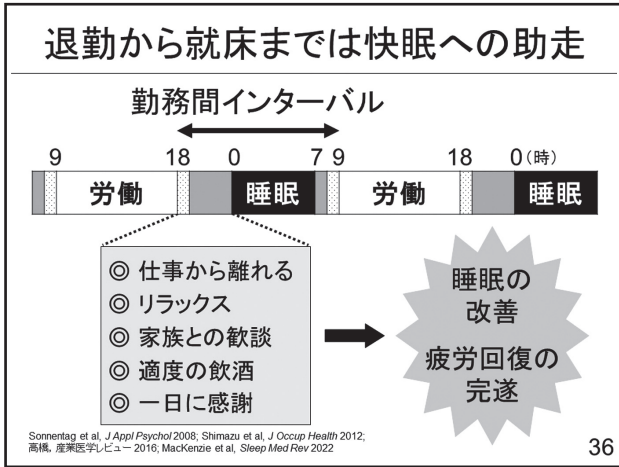 退勤から就床までは快眠への助走
勤務間インターバル
9 18 0 7 9 18 0(時)
労働 睡眠 労働 睡眠
◎ 仕事から離れる
◎ リラックス
◎ 家族との歓談
◎ 適度の飲酒
◎ 一日に感謝
睡眠の
改善
疲労回復の
完遂
Sonnentag et al, J Appl Psychol 2008; Shimazu et al, J Occup Health 2012;
高橋, 産業医学レビュー 2016; MacKenzie et al, Sleep Med Rev 2022
36